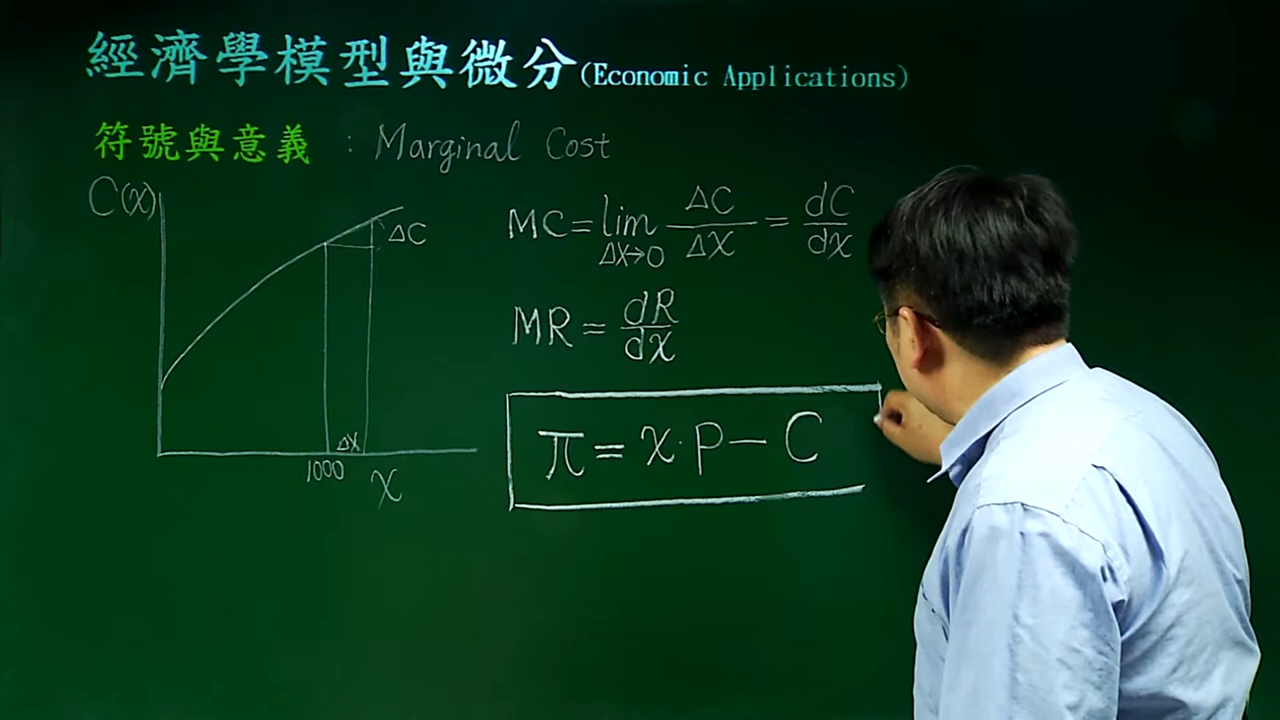 經濟學模型與微分(Economic Applications)
符號與意義 : Marginal Cost
C(x)
ΔC
Δx
1000
x
MC = lim Δx→0 ΔC/Δx = dC/dx
MR = dR/dx
π = x·p − C